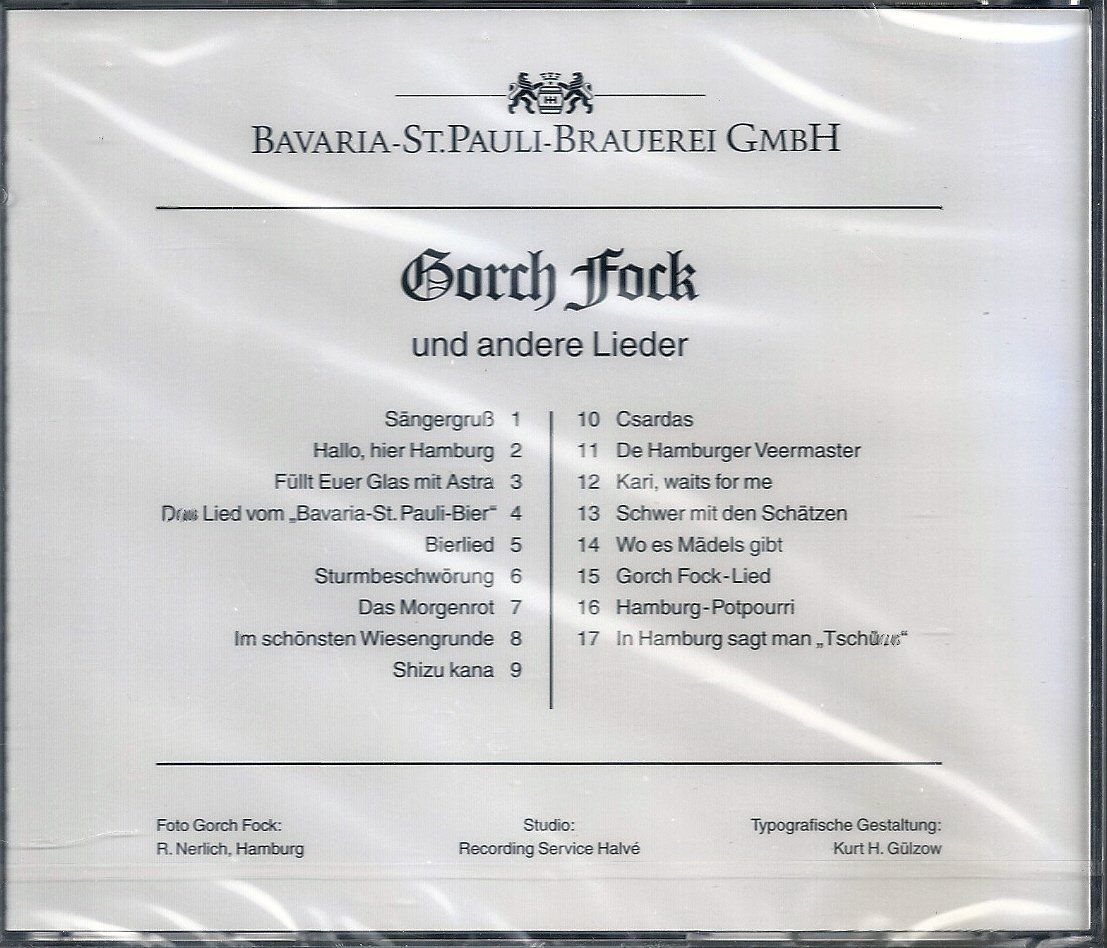 BAVARIA-ST.PAULI-BRAUEREI GMBH
Gorch Fock
und andere Lieder
Sängergruß 1
Hallo, hier Hamburg 2
Füllt Euer Glas mit Astra 3
Lied vom „Bavaria-St. Pauli-Bier“ 4
Bierlied 5
Sturmbeschwörung 6
Das Morgenrot 7
Im schönsten Wiesengrunde 8
Shizu kana 9
10 Csardas
11 De Hamburger Veermaster
12 Kari, waits for me
13 Schwer mit den Schätzen
14 Wo es Mädels gibt
15 Gorch Fock-Lied
16 Hamburg-Potpourri
17 In Hamburg sagt man
Foto Gorch Fock:
R. Nerlich, Hamburg
Studio:
Recording Service Halvé
Typografische Gestaltung:
Kurt H. Gülzow